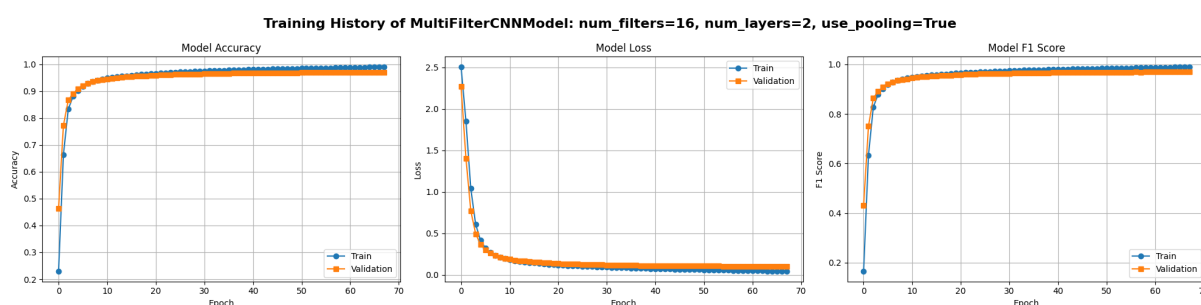 Training History of MultiFilterCNNModel: num_filters=16, num_layers=2, use_pooling=True
Model Accuracy
1.0
0.9
0.8
0.7
0.6
0.5
0.4
0.3
0.2
Accuracy
Train
Validation
0 10 20 30 40 50 60 70
Epoch
Model Loss
2.5
2.0
1.5
1.0
0.5
0.0
Loss
Train
Validation
0 10 20 30 40 50 60 70
Epoch
Model F1 Score
1.0
0.8
0.6
0.4
0.2
F1 Score
Train
Validation
0 10 20 30 40 50 60 70
Epoch